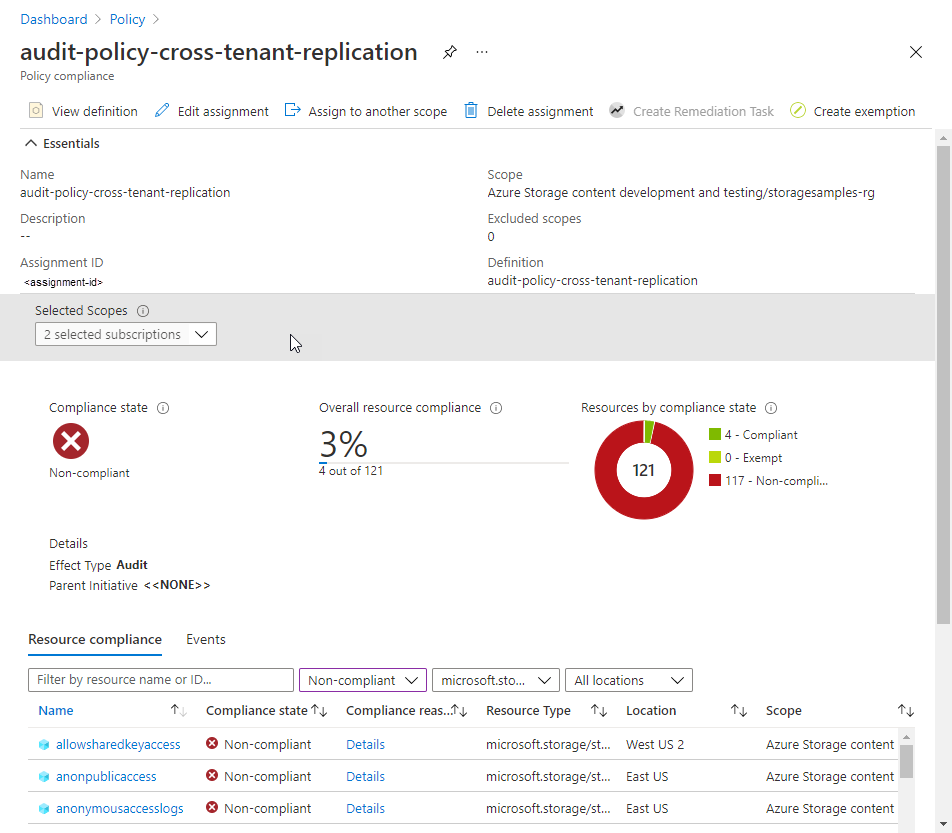 Dashboard > Policy >
audit-policy-cross-tenant-replication ...
Policy compliance
View definition Edit assignment Assign to another scope Delete assignment Create Remediation Task Create exemption
Essentials
Name Scope
audit-policy-cross-tenant-replication Azure Storage content development and testing/storagesamples-rg
Description Excluded scopes
-- 0
Assignment ID Definition
<assignment-id> audit-policy-cross-tenant-replication
Selected Scopes
2 selected subscriptions
Compliance state Overall resource compliance Resources by compliance state
3%
4 out of 121
Non-compliant
121
4 - Compliant
0 - Exempt
117 - Non-compli...
Details
Effect Type Audit
Parent Initiative <<NONE>>
Resource compliance Events
Filter by resource name or ID... Non-compliant microsoft.sto... All locations
Name Compliance state Compliance reas... Resource Type Location Scope
allowsharedkeyaccess Non-compliant Details microsoft.storage/st... West US 2 Azure Storage content
anonpublicaccess Non-compliant Details microsoft.storage/st... East US Azure Storage content
anonymousaccesslogs Non-compliant Details microsoft.storage/st... East US Azure Storage content